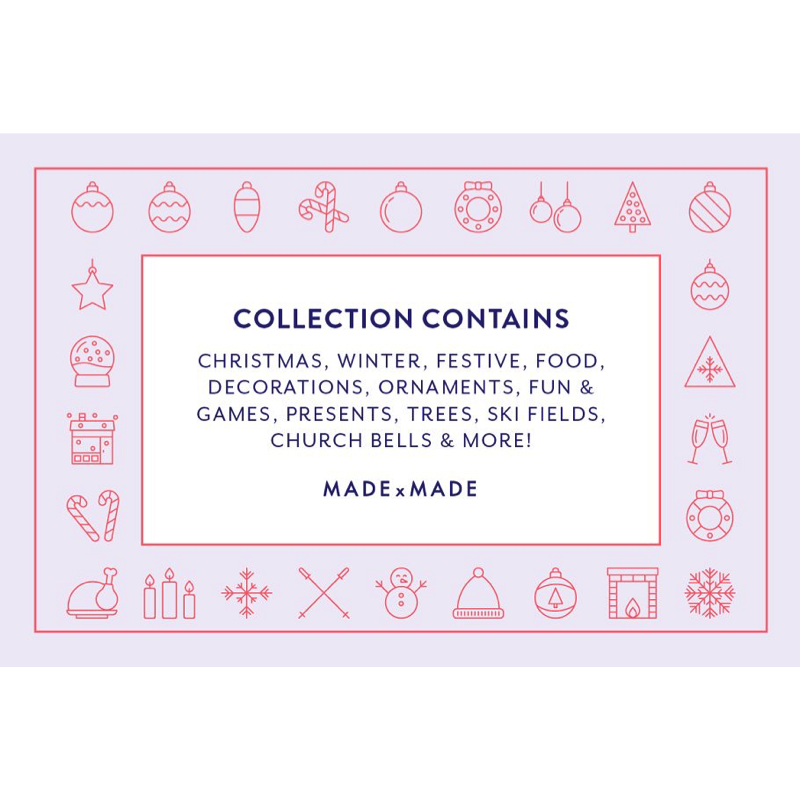 COLLECTION CONTAINS
CHRISTMAS, WINTER, FESTIVE, FOOD,
DECORATIONS, ORNAMENTS, FUN &
GAMES, PRESENTS, TREES, SKI FIELDS,
CHURCH BELLS & MORE!
MADE x MADE